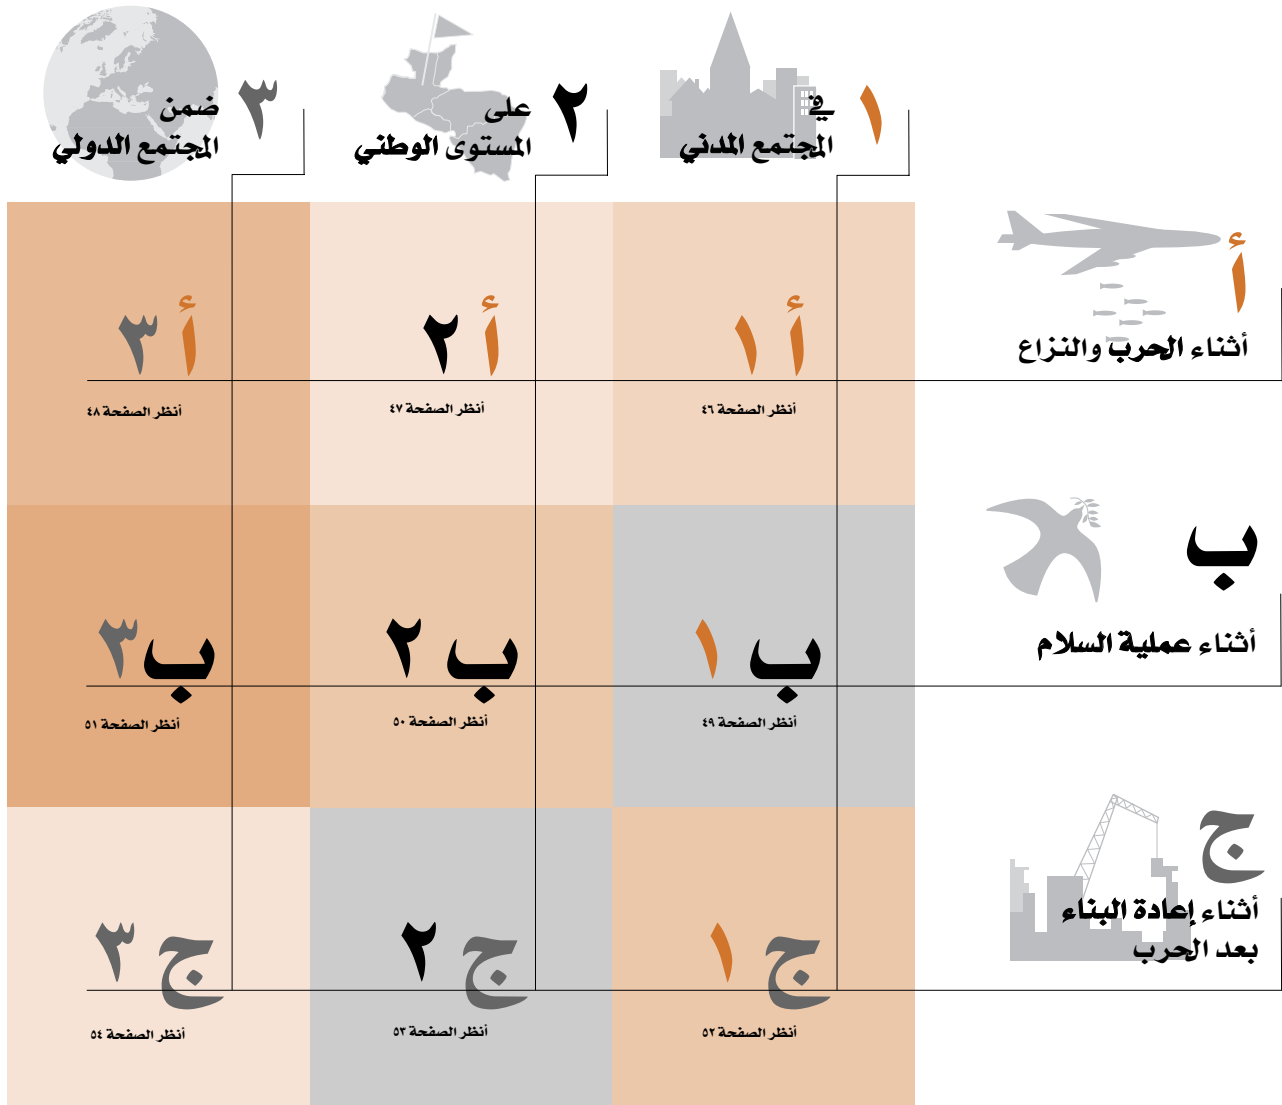 ١
في
المجتمع المدني
٢
على
المستوى الوطني
٣
ضمن
المجتمع الدولي
أ
أثناء الحرب والنزاع
أ ١
أنظر الصفحة ٤٦
أ ٢
أنظر الصفحة ٤٧
أ ٣
أنظر الصفحة ٤٨
ب
أثناء عملية السلام
ب ١
أنظر الصفحة ٤٩
ب ٢
أنظر الصفحة ٥٠
ب ٣
أنظر الصفحة ٥١
ج
أثناء إعادة البناء
بعد الحرب
ج ١
أنظر الصفحة ٥٢
ج ٢
أنظر الصفحة ٥٣
ج ٣
أنظر الصفحة ٥٤